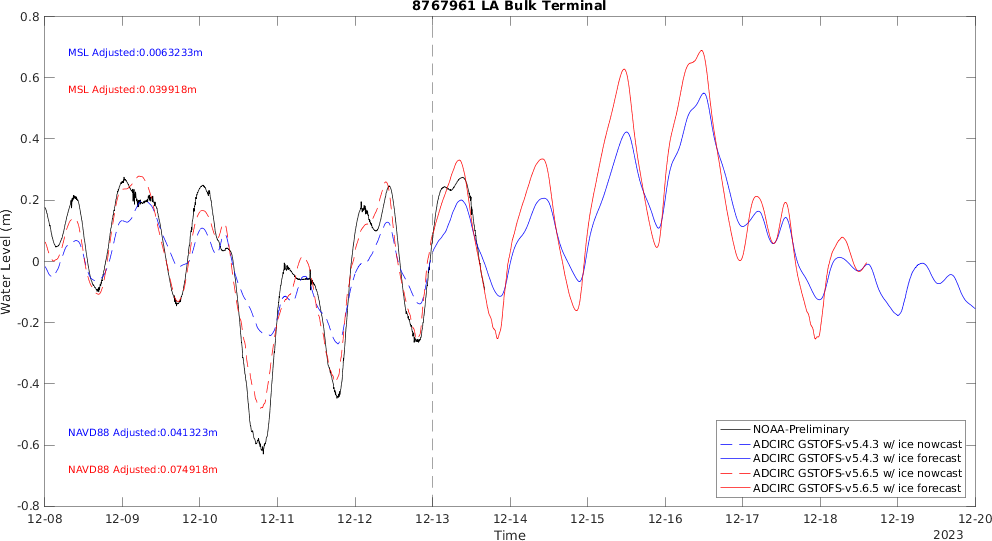 8767961 LA Bulk Terminal
0.8
0.6
0.4
0.2
0
-0.2
-0.4
-0.6
-0.8
Water Level (m)
MSL Adjusted:0.0063233m
MSL Adjusted:0.039918m
NAVD88 Adjusted:0.041323m
NAVD88 Adjusted:0.074918m
NOAA-Preliminary
ADCIRC GSTOFS-v5.4.3 w/ ice nowcast
ADCIRC GSTOFS-v5.4.3 w/ ice forecast
ADCIRC GSTOFS-v5.6.5 w/ ice nowcast
ADCIRC GSTOFS-v5.6.5 w/ ice forecast
12-08 12-09 12-10 12-11 12-12 12-13 12-14 12-15 12-16 12-17 12-18 12-19 12-20
Time
2023